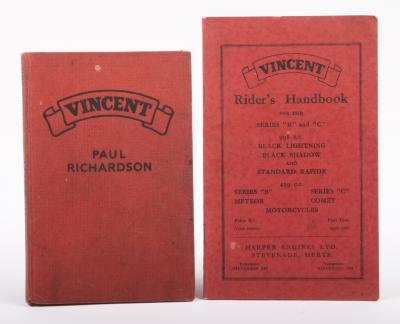 VINCENT
PAUL
RICHARDSON
VINCENT
Rider's Handbook
FOR THE
SERIES "B" and "C"
998 c.c.
BLACK LIGHTNING
BLACK SHADOW
AND
STANDARD RAPIDE
499 c.c.
SERIES "B" SERIES "C"
METEOR COMET
MOTORCYCLES
HARPER ENGINES LTD.
STEVENAGE, HERTS.